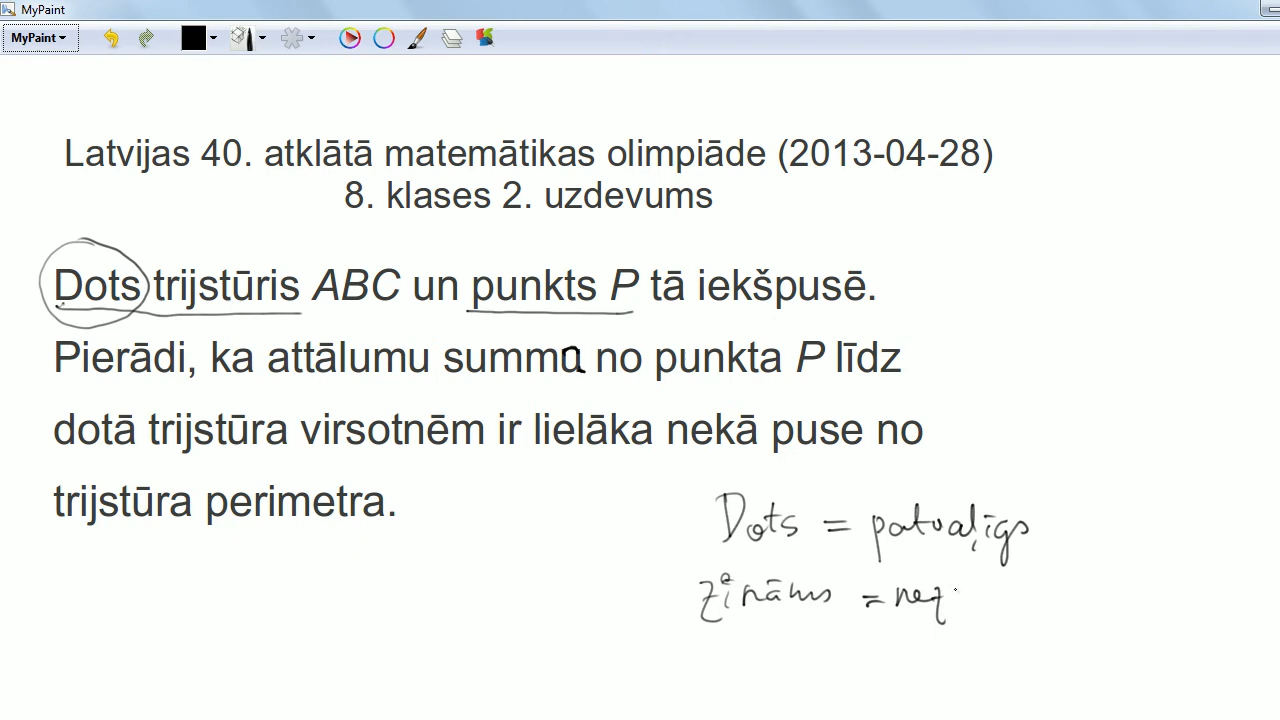 MyPaint
MyPaint
Latvijas 40. atklātā matemātikas olimpiāde (2013-04-28)
8. klases 2. uzdevums
Dots trijstūris ABC un punkts P tā iekšpusē.
Pierādi, ka attālumu summa no punkta P līdz
dotā trijstūra virsotnēm ir lielāka nekā puse no
trijstūra perimetra.
Dots = patvaļīgs
zināms = nez